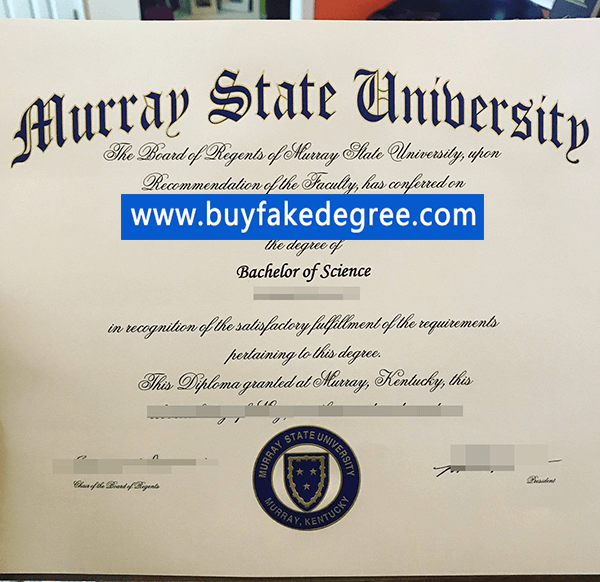 Murray State University
The Board of Regents of Murray State University, upon
Recommendation of the Faculty, has conferred on
www.buyfakedegree.com
the degree of
Bachelor of Science
in recognition of the satisfactory fulfillment of the requirements
pertaining to this degree.
This Diploma granted at Murray, Kentucky, this
MURRAY STATE UNIVERSITY
MURRAY, KENTUCKY
Chair of the Board of Regents
President